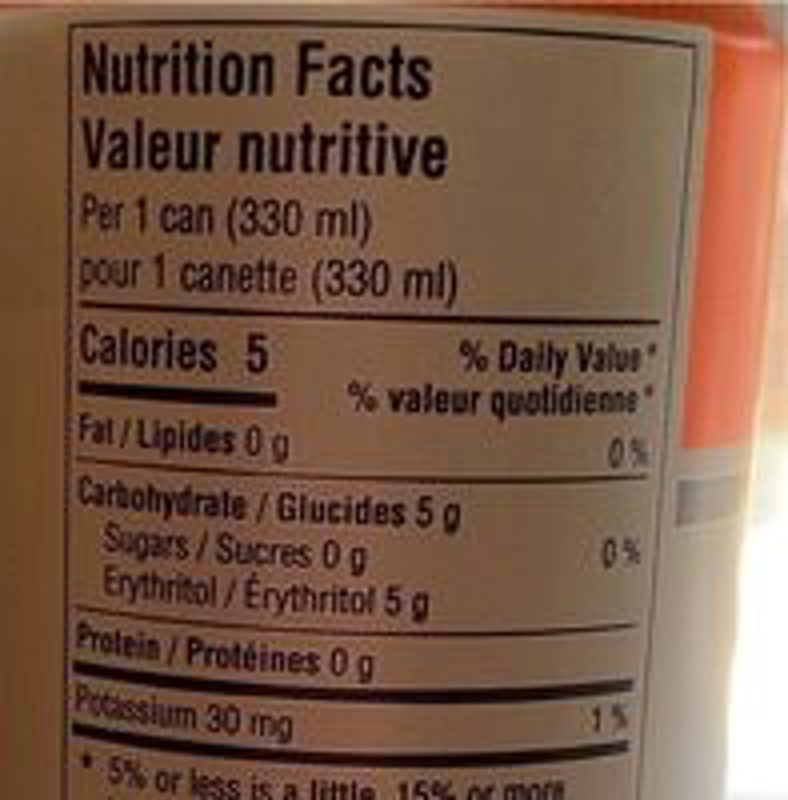 Nutrition Facts
Valeur nutritive
Per 1 can (330 ml)
pour 1 canette (330 ml)
Calories 5 % Daily Value*
% valeur quotidienne*
Fat / Lipides 0 g 0 %
Carbohydrate / Glucides 5 g
Sugars / Sucres 0 g 0 %
Erythritol / Érythritol 5 g
Protein / Protéines 0 g
Potassium 30 mg 1 %
* 5% or less is a little, 15% or more